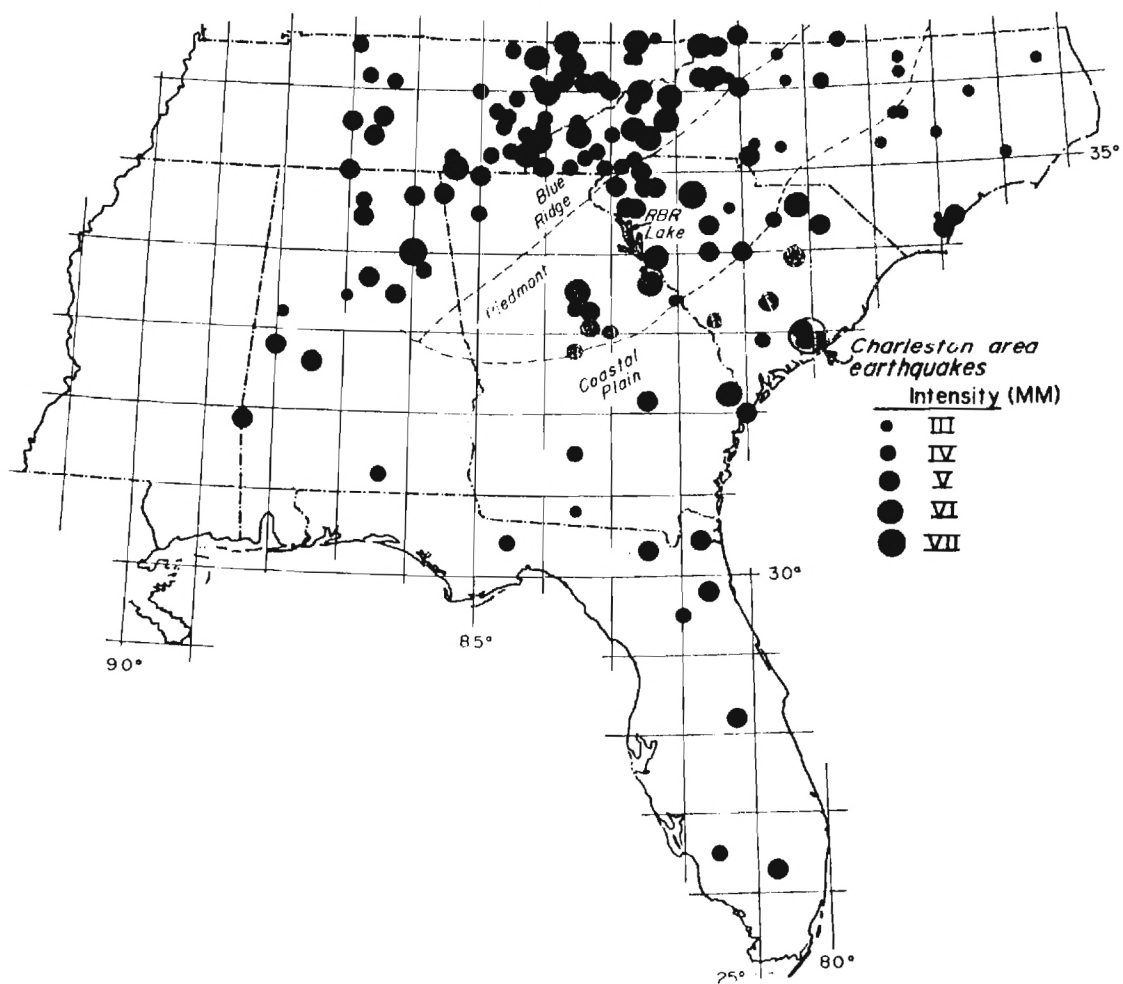 35°
Blue
Ridge
RBR
Lake
Piedmont
Coastal
Plain
Charleston area
earthquakes
Intensity (MM)
III
IV
V
VI
VII
30°
85°
90°
25°
80°